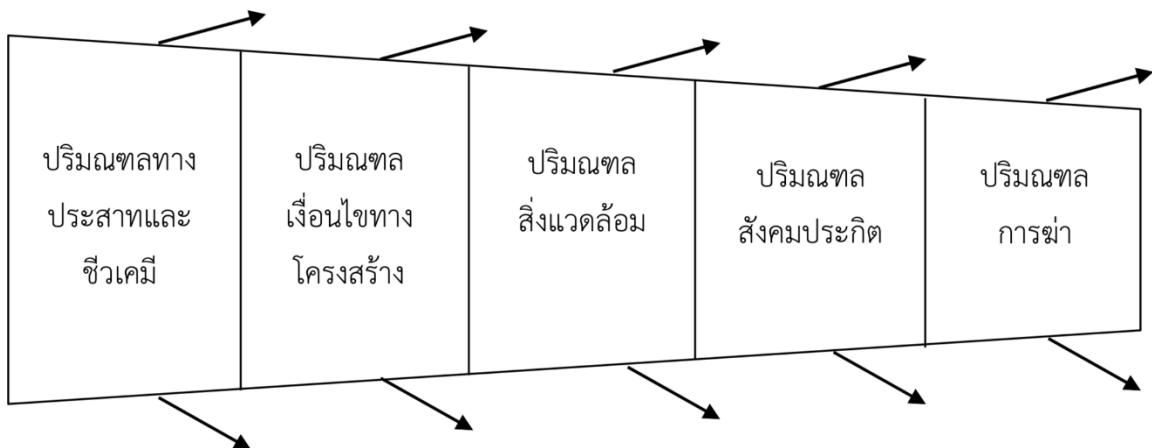 ปริมณฑลทาง
ประสาทและ
ชีวเคมี
ปริมณฑล
เงื่อนไขทาง
โครงสร้าง
ปริมณฑล
สิ่งแวดล้อม
ปริมณฑล
สังคมประกิต
ปริมณฑล
การฆ่า